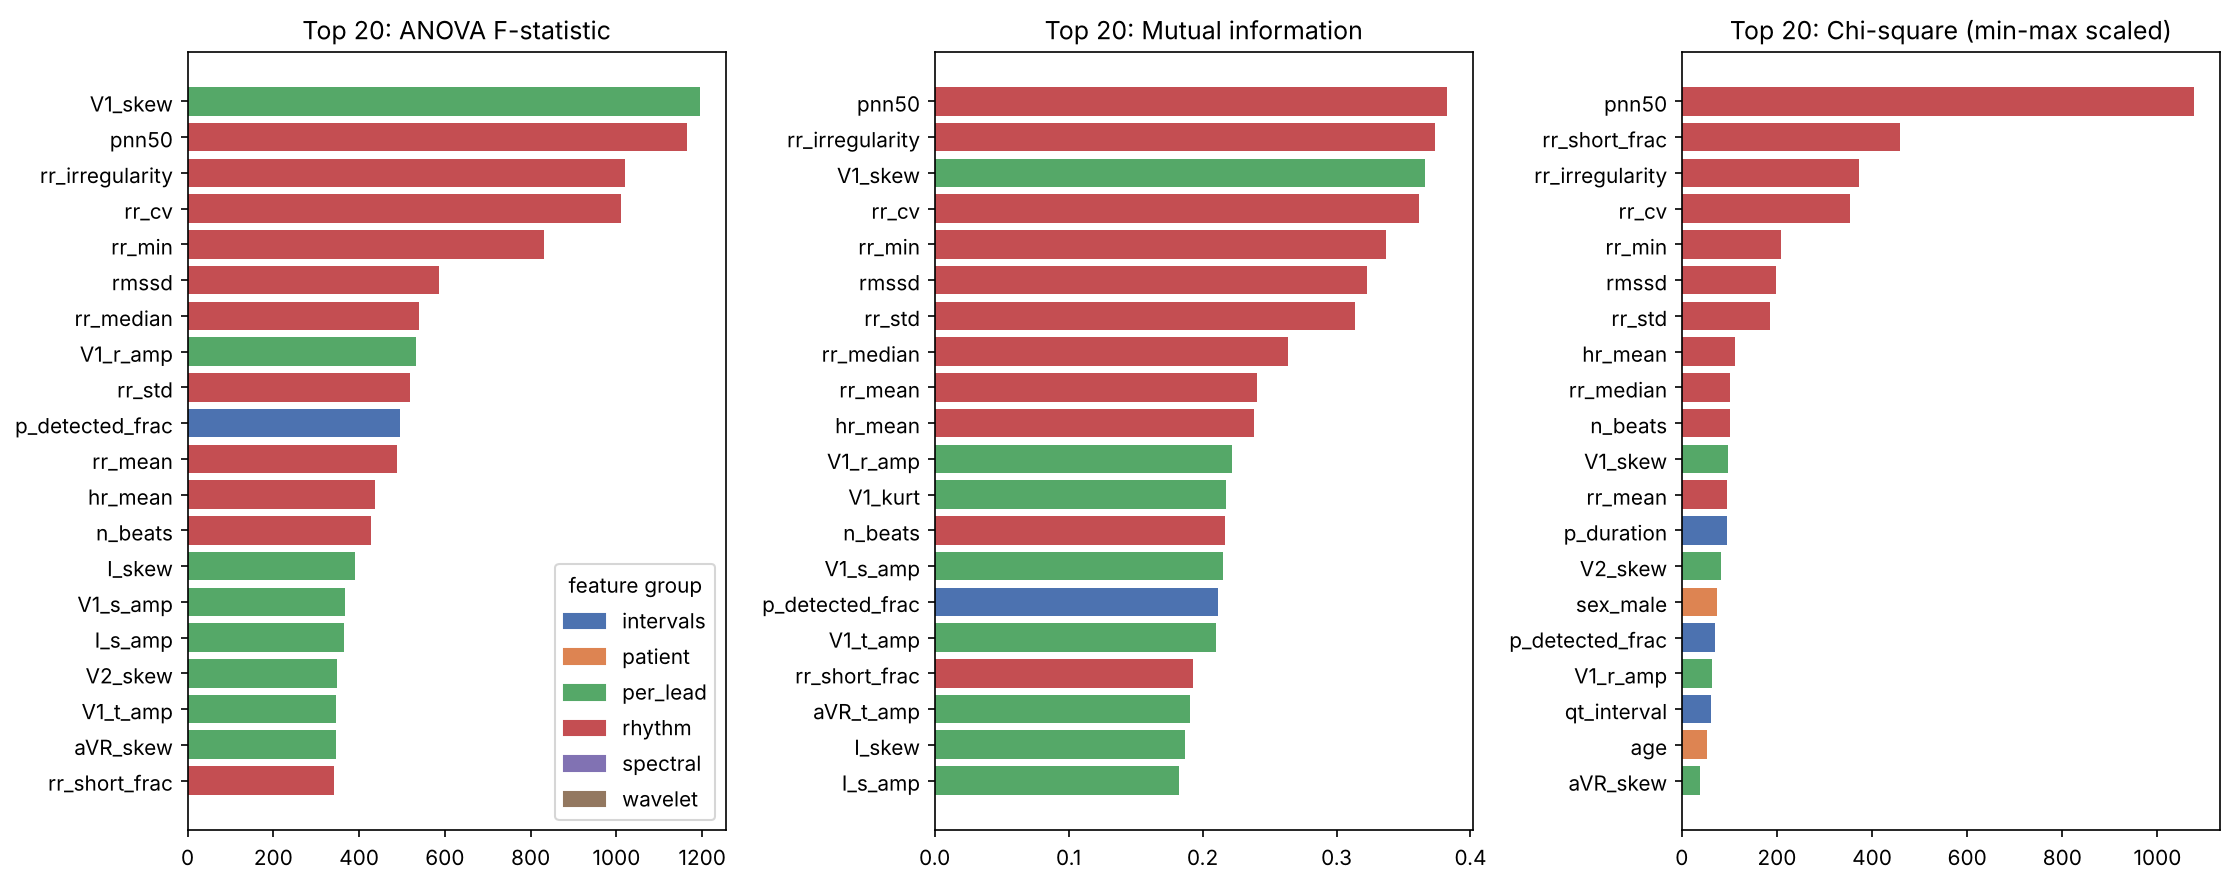 Top 20: ANOVA F-statistic
V1_skew
pnn50
rr_irregularity
rr_cv
rr_min
rmssd
rr_median
V1_r_amp
rr_std
p_detected_frac
rr_mean
hr_mean
n_beats
I_skew
V1_s_amp
I_s_amp
V2_skew
V1_t_amp
aVR_skew
rr_short_frac
0 200 400 600 800 1000 1200
feature group
intervals
patient
per_lead
rhythm
spectral
wavelet
Top 20: Mutual information
pnn50
rr_irregularity
V1_skew
rr_cv
rr_min
rmssd
rr_std
rr_median
rr_mean
hr_mean
V1_r_amp
V1_kurt
n_beats
V1_s_amp
p_detected_frac
V1_t_amp
rr_short_frac
aVR_t_amp
I_skew
I_s_amp
0.0 0.1 0.2 0.3 0.4
Top 20: Chi-square (min-max scaled)
pnn50
rr_short_frac
rr_irregularity
rr_cv
rr_min
rmssd
rr_std
hr_mean
rr_median
n_beats
V1_skew
rr_mean
p_duration
V2_skew
sex_male
p_detected_frac
V1_r_amp
qt_interval
age
aVR_skew
0 200 400 600 800 1000